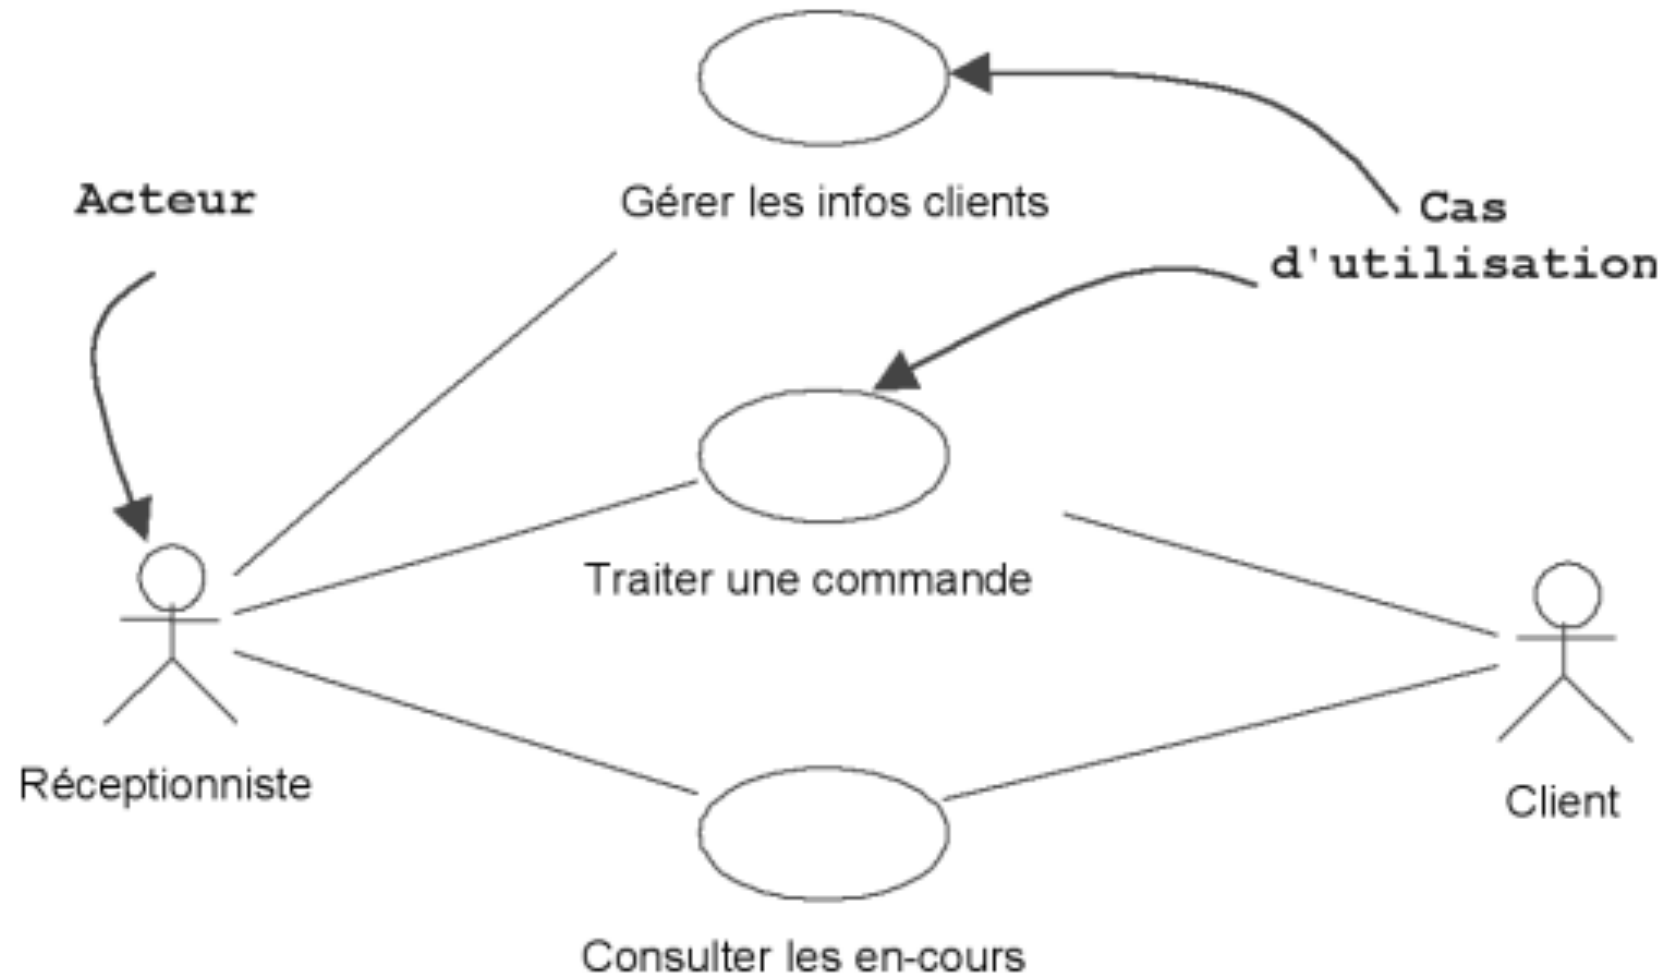 Acteur
Gérer les infos clients
Cas
d'utilisation
Traiter une commande
Réceptionniste
Client
Consulter les en-cours